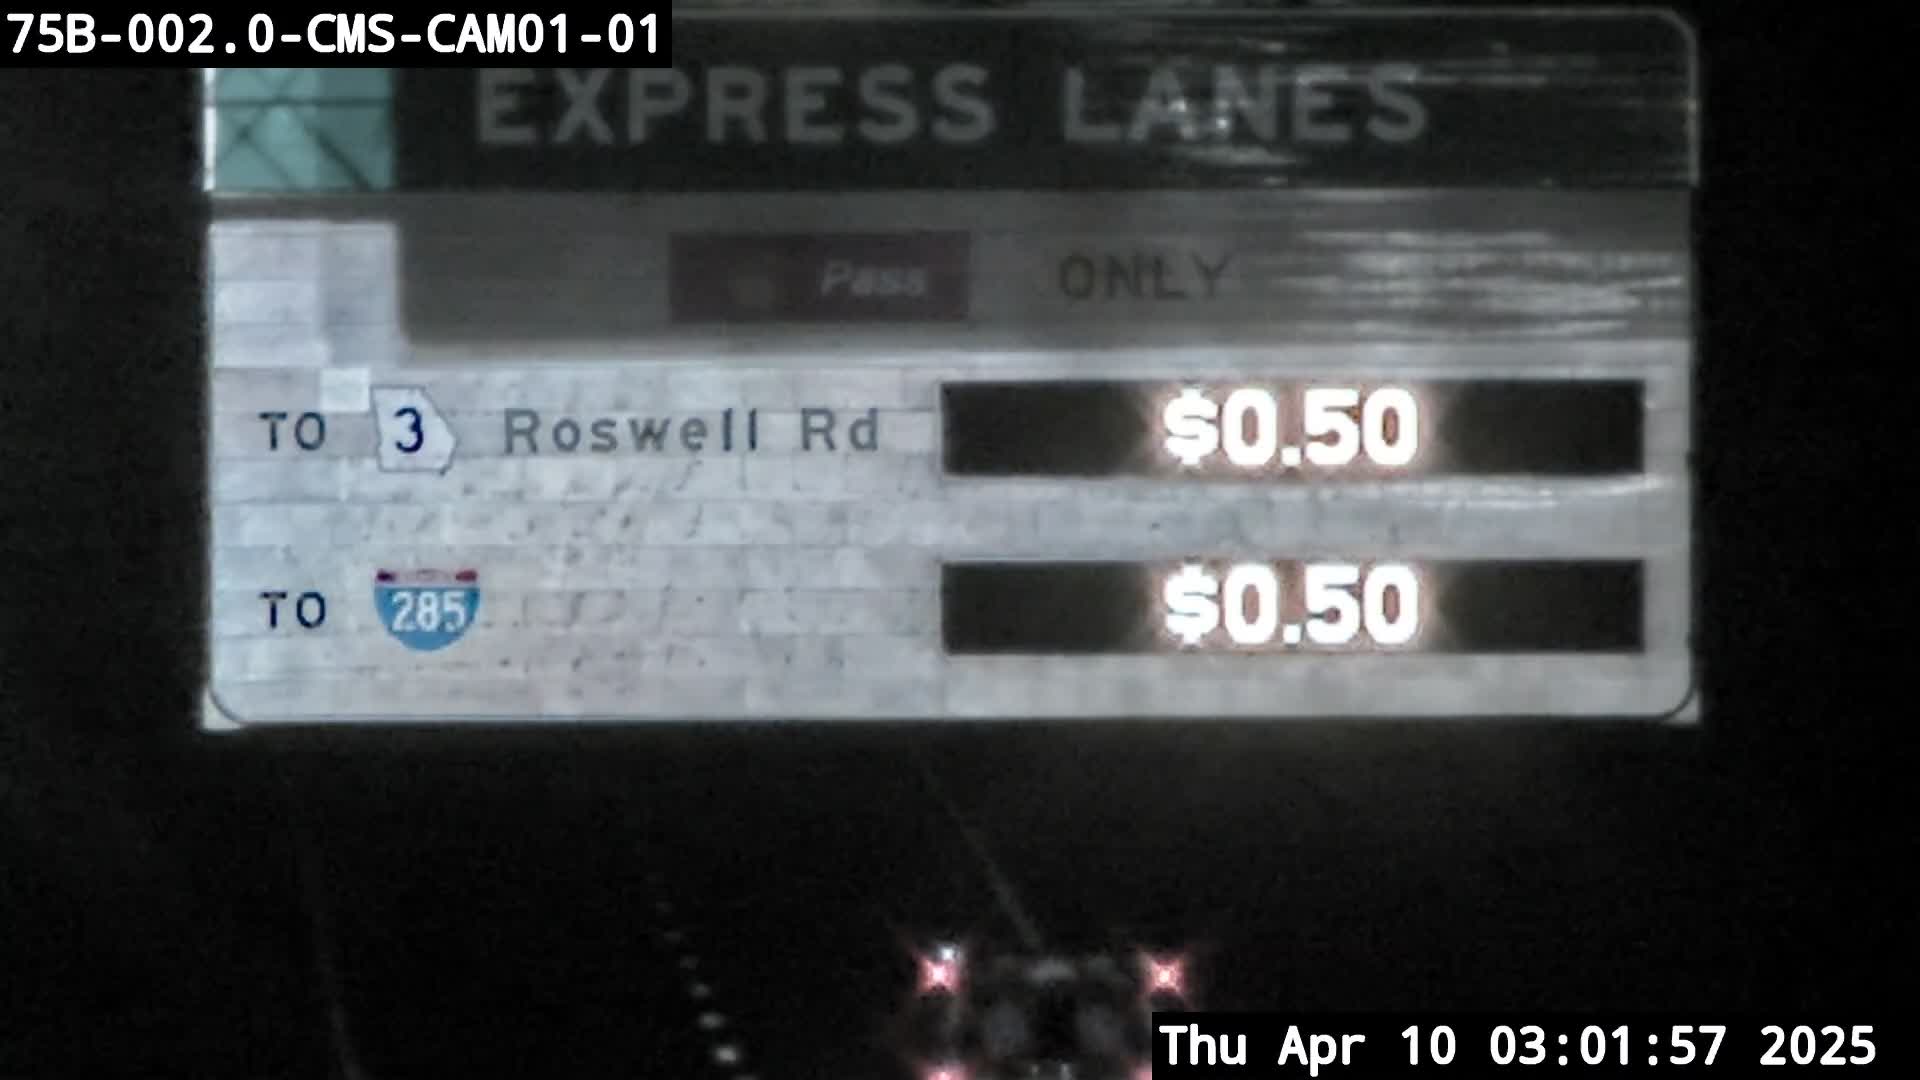 75B-002.0-CMS-CAM01-01
EXPRESS LANES
Pass ONLY
TO 3 Roswell Rd $0.50
TO 285 $0.50
Thu Apr 10 03:01:57 2025